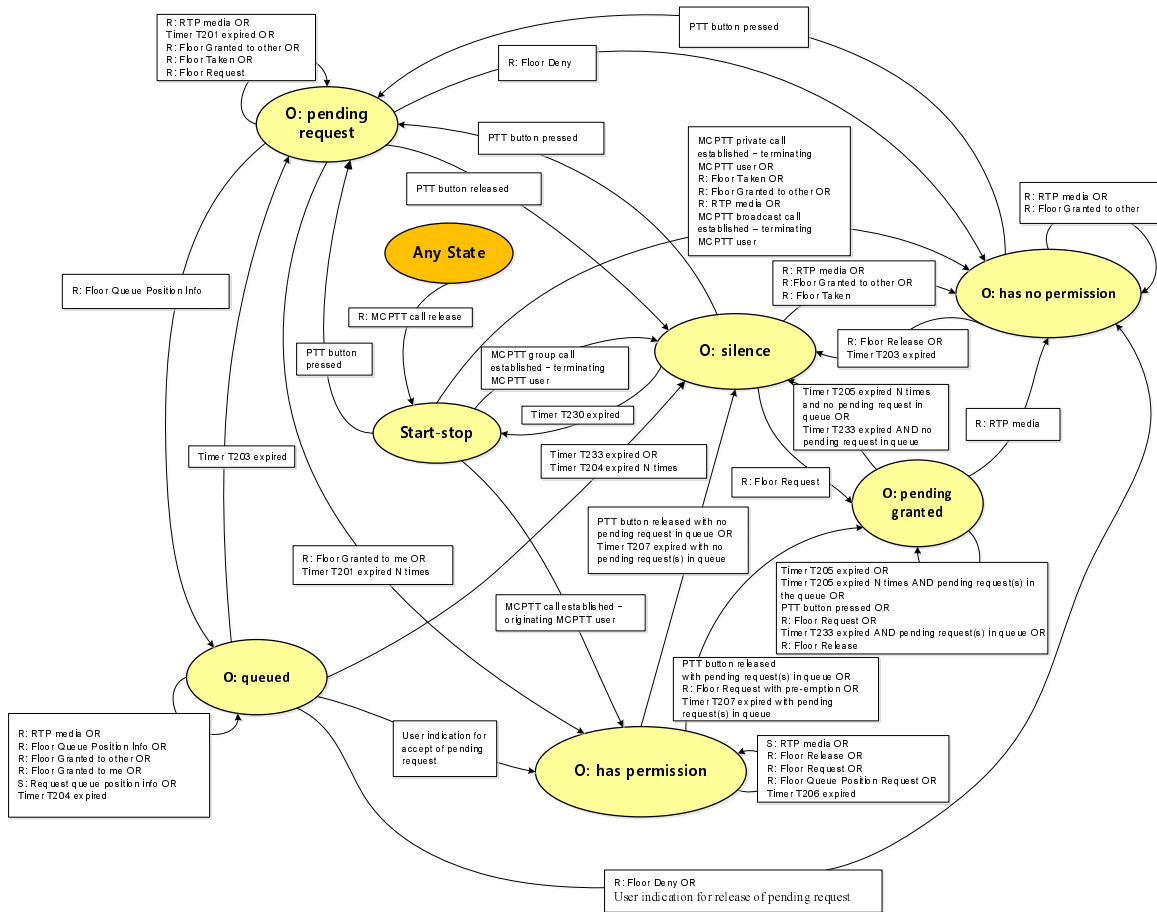 R: RTP media OR
Timer T201 expired OR
R: Floor Granted to other OR
R: Floor Taken OR
R: Floor Request
PTT button pressed
R: Floor Deny
O: pending
request
PTT button pressed
MCPTT private call
established – terminating
MCPTT user OR
R: Floor Taken OR
R: Floor Granted to other OR
R: RTP media OR
MCPTT broadcast call
established – terminating
MCPTT user
PTT button released
R: RTP media OR
R: Floor Granted to other
Any State
R: Floor Queue Position Info
R: RTP media OR
R:Floor Granted to other OR
R: Floor Taken
O: has no permission
R: MCPTT call release
R: Floor Release OR
Timer T203 expired
O: silence
PTT button
pressed
MCPTT group call
established – terminating
MCPTT user
Timer T230 expired
Timer T205 expired N times
and no pending request in
queue OR
Timer T233 expired AND no
pending request in queue
R: RTP media
Start-stop
Timer T203 expired
Timer T233 expired OR
Timer T204 expired N times
R: Floor Request
O: pending
granted
PTT button released with no
pending request in queue OR
Timer T207 expired with no
pending request(s) in queue
R: Floor Granted to me OR
Timer T201 expired N times
Timer T205 expired OR
Timer T205 expired N times AND pending request(s) in
the queue OR
PTT button pressed OR
R: Floor Request OR
Timer T233 expired AND pending request(s) in queue OR
R: Floor Release
MCPTT call established –
originating MCPTT user
O: queued
PTT button released
with pending request(s) in queue OR
R: Floor Request with pre-emption OR
Timer T207 expired with pending
request(s) in queue
R: RTP media OR
R: Floor Queue Position Info OR
R: Floor Granted to other OR
R: Floor Granted to me OR
S: Request queue position info OR
Timer T204 expired
User indication for
accept of pending
request
O: has permission
S: RTP media OR
R: Floor Release OR
R: Floor Request OR
R: Floor Queue Position Request OR
Timer T206 expired
R: Floor Deny OR
User indication for release of pending request